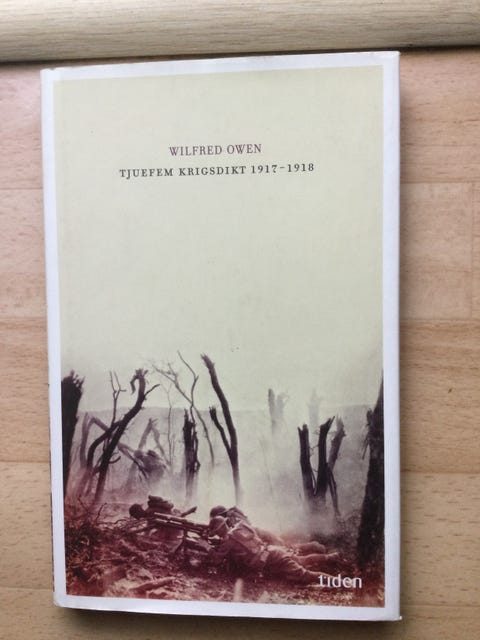 WILFRED OWEN
TJUEFEM KRIGSDIKT 1917–1918
tiden